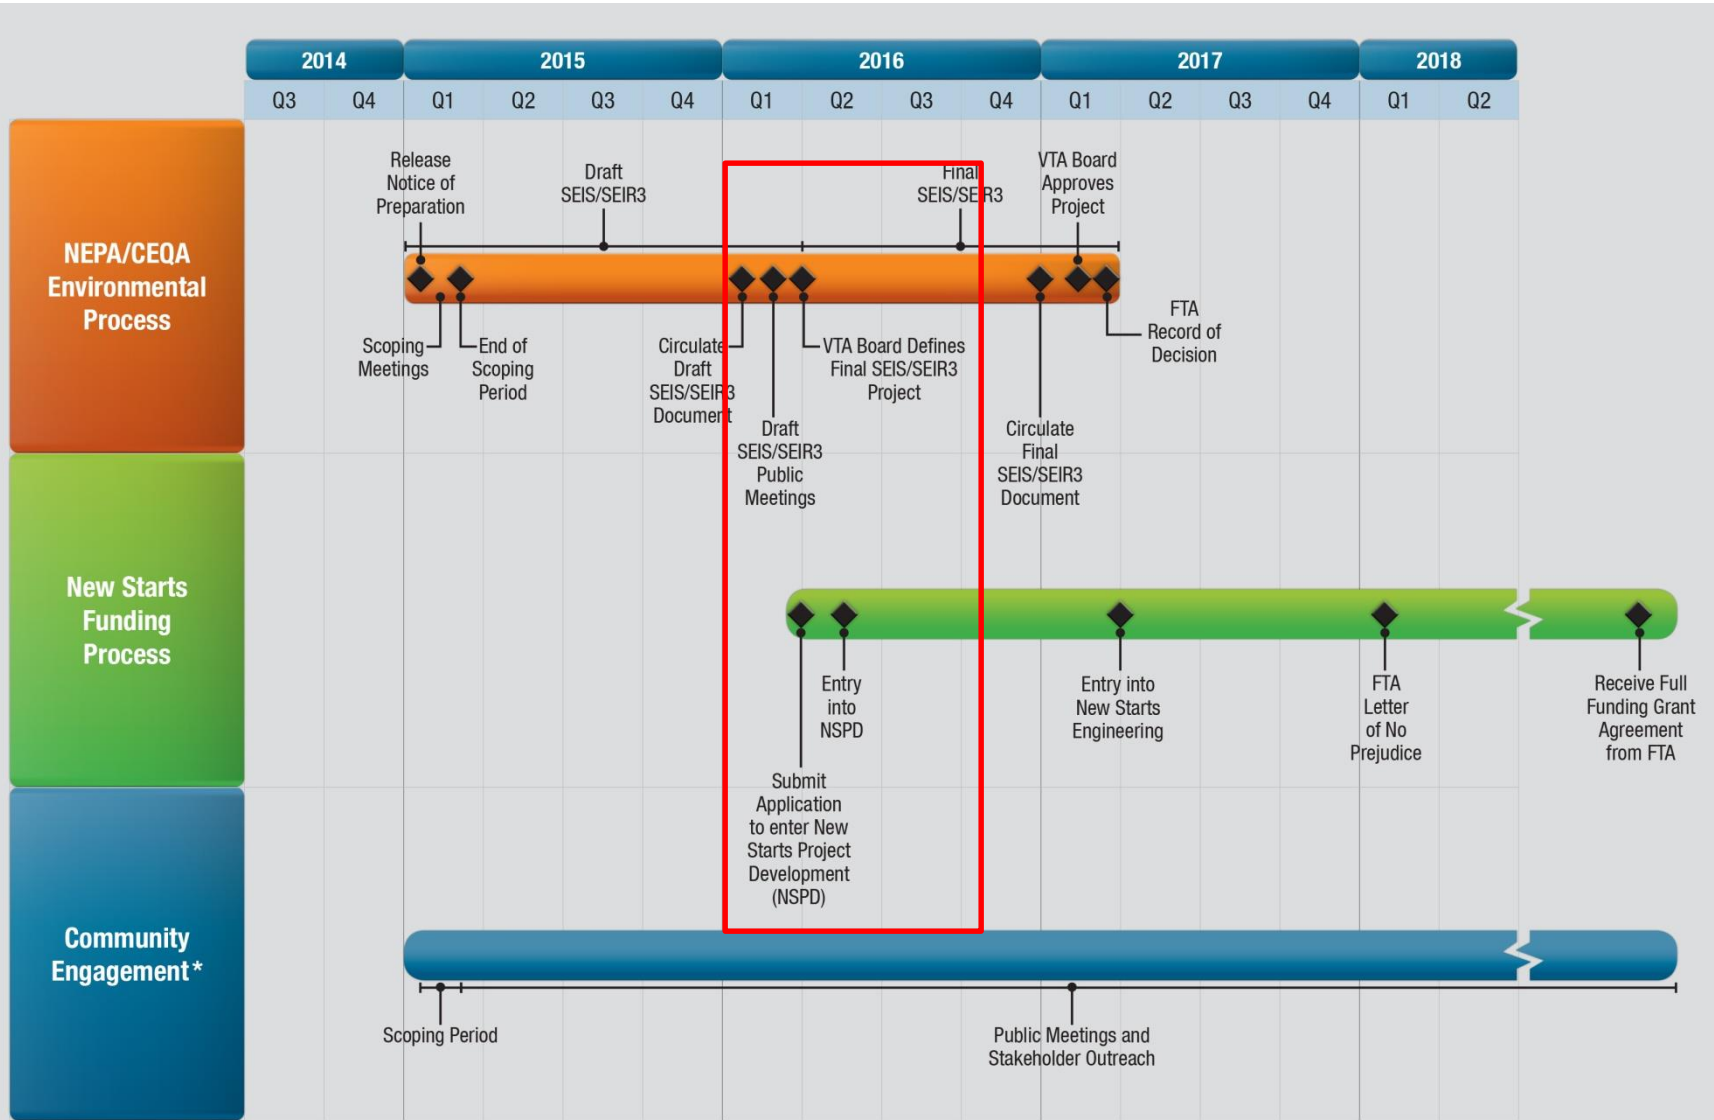 2014
2015
2016
2017
2018
Q3
Q4
Q1
Q2
Q3
Q4
Q1
Q2
Q3
Q4
Q1
Q2
Q3
Q4
Q1
Q2
NEPA/CEQA
Environmental
Process
Release
Notice of
Preparation
Draft
SEIS/SEIR3
Final
SEIS/SEIR3
VTA Board
Approves
Project
Scoping
Meetings
End of
Scoping
Period
Circulate
Draft
SEIS/SEIR3
Document
Draft
SEIS/SEIR3
Public
Meetings
VTA Board Defines
Final SEIS/SEIR3
Project
Circulate
Final
SEIS/SEIR3
Document
FTA
Record of
Decision
New Starts
Funding
Process
Submit
Application
to enter New
Starts Project
Development
(NSPD)
Entry
into
NSPD
Entry into
New Starts
Engineering
FTA
Letter
of No
Prejudice
Receive Full
Funding Grant
Agreement
from FTA
Community
Engagement*
Scoping Period
Public Meetings and
Stakeholder Outreach